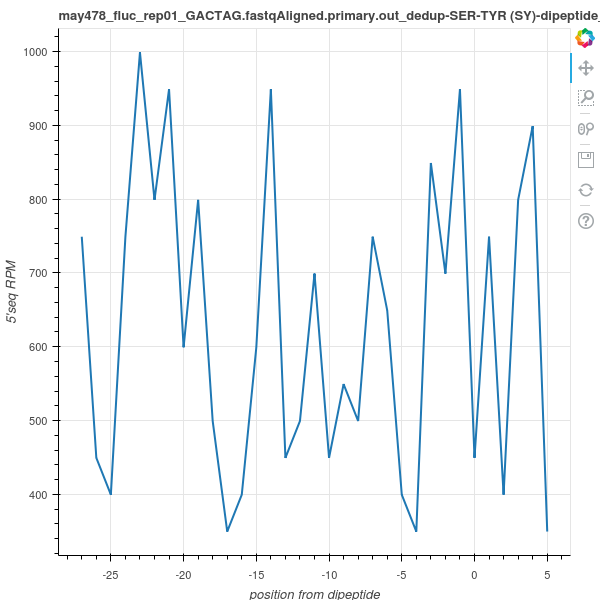 may478_fluc_rep01_GACTAG.fastqAligned.primary.out_dedup-SER-TYR (SY)-dipeptide_
1000
900
800
700
600
500
400
5'seq RPM
-25 -20 -15 -10 -5 0 5
position from dipeptide